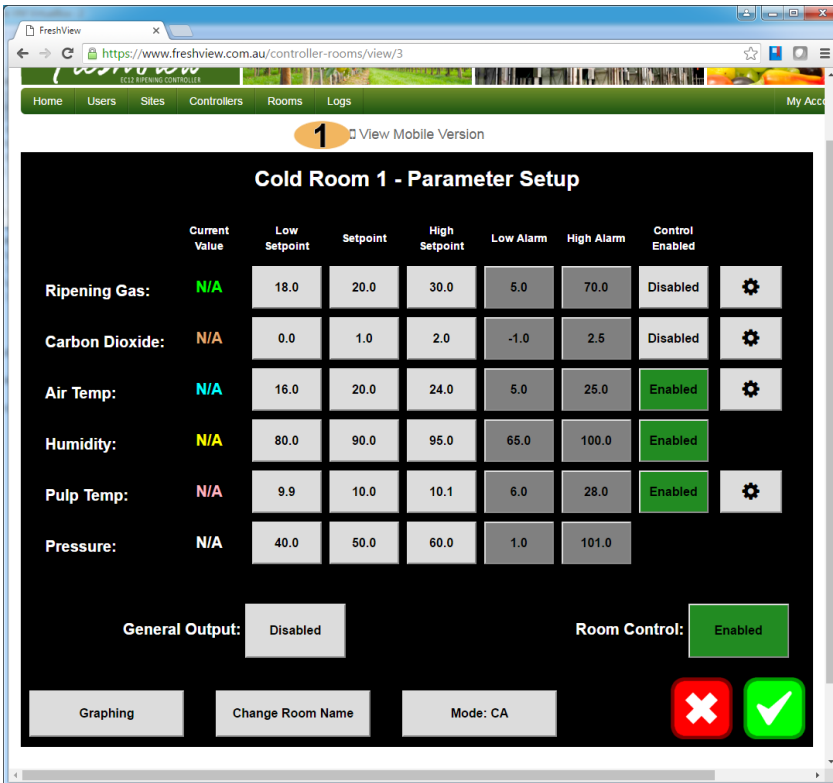 FreshView
https://www.freshview.com.au/controller-rooms/view/3
EC12 RIPENING CONTROLLER
Home Users Sites Controllers Rooms Logs My Acco
1 View Mobile Version
Cold Room 1 - Parameter Setup
Current Value Low Setpoint Setpoint High Setpoint Low Alarm High Alarm Control Enabled
Ripening Gas: N/A 18.0 20.0 30.0 5.0 70.0 Disabled
Carbon Dioxide: N/A 0.0 1.0 2.0 -1.0 2.5 Disabled
Air Temp: N/A 16.0 20.0 24.0 5.0 25.0 Enabled
Humidity: N/A 80.0 90.0 95.0 65.0 100.0 Enabled
Pulp Temp: N/A 9.9 10.0 10.1 6.0 28.0 Enabled
Pressure: N/A 40.0 50.0 60.0 1.0 101.0
General Output: Disabled Room Control: Enabled
Graphing Change Room Name Mode: CA